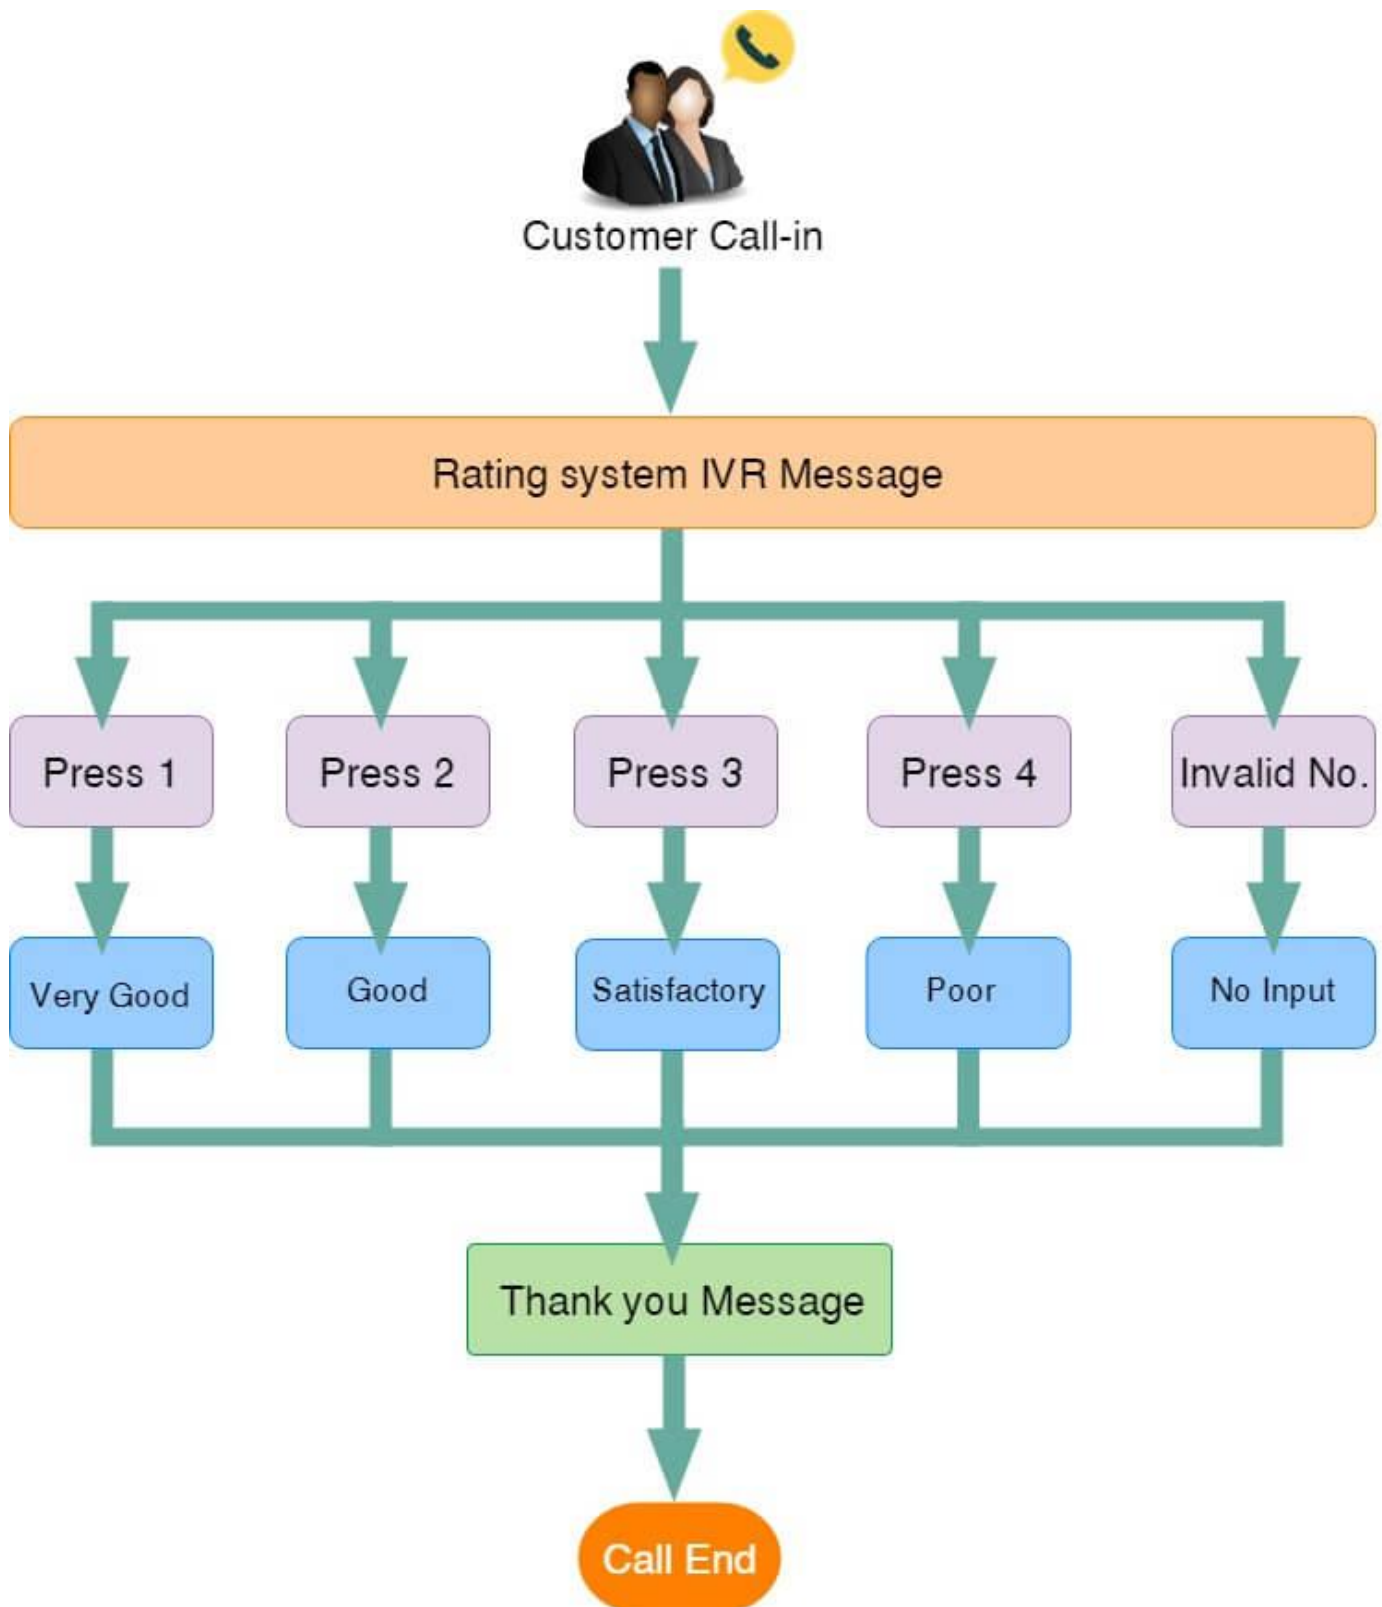 Customer Call-in
Rating system IVR Message
Press 1
Press 2
Press 3
Press 4
Invalid No.
Very Good
Good
Satisfactory
Poor
No Input
Thank you Message
Call End